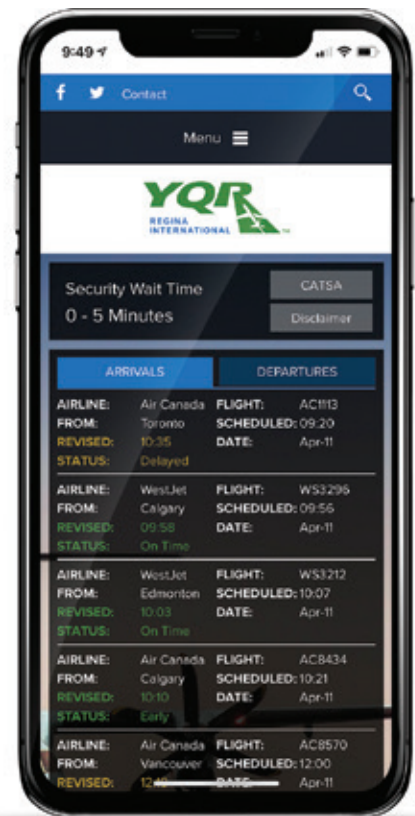 9:49
f Contact
Menu
YQR
REGINA
INTERNATIONAL
Security Wait Time
0 - 5 Minutes
CATSA
Disclaimer
ARRIVALS DEPARTURES
AIRLINE: Air Canada FLIGHT: AC1113
FROM: Toronto SCHEDULED: 09:20
REVISED: 10:35 DATE: Apr-11
STATUS: Delayed
AIRLINE: WestJet FLIGHT: WS3296
FROM: Calgary SCHEDULED: 09:56
REVISED: 09:58 DATE: Apr-11
STATUS: On Time
AIRLINE: WestJet FLIGHT: WS3212
FROM: Edmonton SCHEDULED: 10:07
REVISED: 10:03 DATE: Apr-11
STATUS: On Time
AIRLINE: Air Canada FLIGHT: AC8434
FROM: Calgary SCHEDULED: 10:21
REVISED: 10:10 DATE: Apr-11
STATUS: Early
AIRLINE: Air Canada FLIGHT: AC8570
FROM: Vancouver SCHEDULED: 12:00
REVISED: DATE: Apr-11